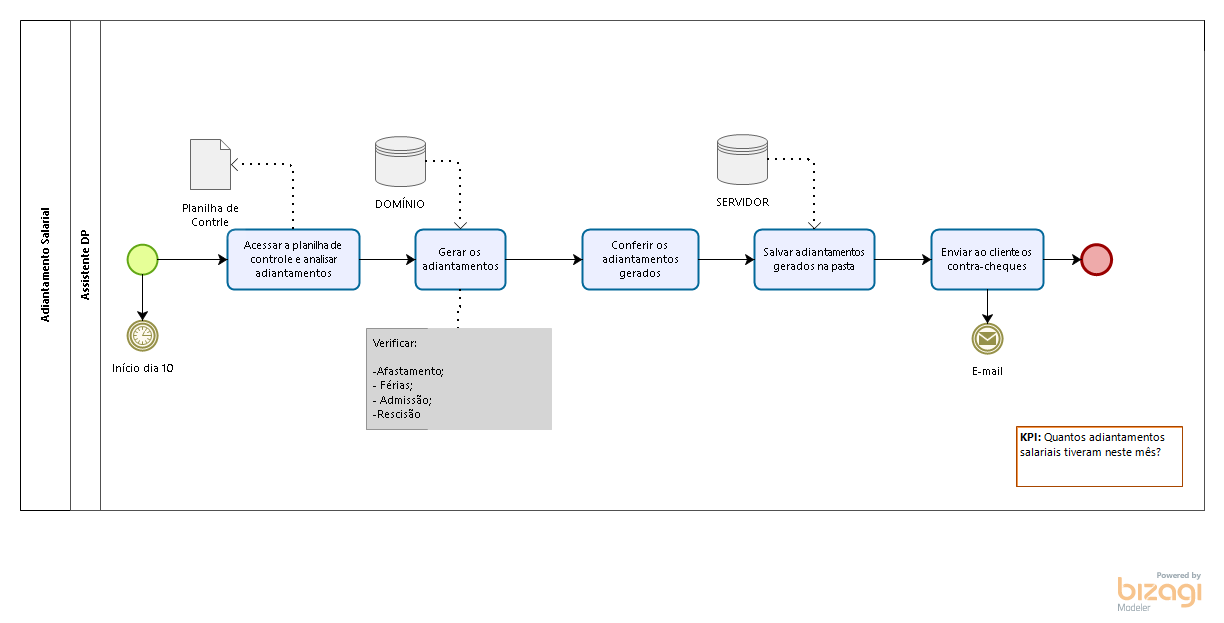 Adiantamento Salarial
Assistente DP
Planilha de
Contrle
DOMÍNIO
SERVIDOR
Acessar a planilha de
controle e analisar
adiantamentos
Gerar os
adiantamentos
Conferir os
adiantamentos
gerados
Salvar adiantamentos
gerados na pasta
Enviar ao cliente os
contra-cheques
Início dia 10
Verificar:
-Afastamento;
- Férias;
- Admissão;
-Rescisão
E-mail
KPI: Quantos adiantamentos
salariais tiveram neste mês?
Powered by
bizagi
Modeler